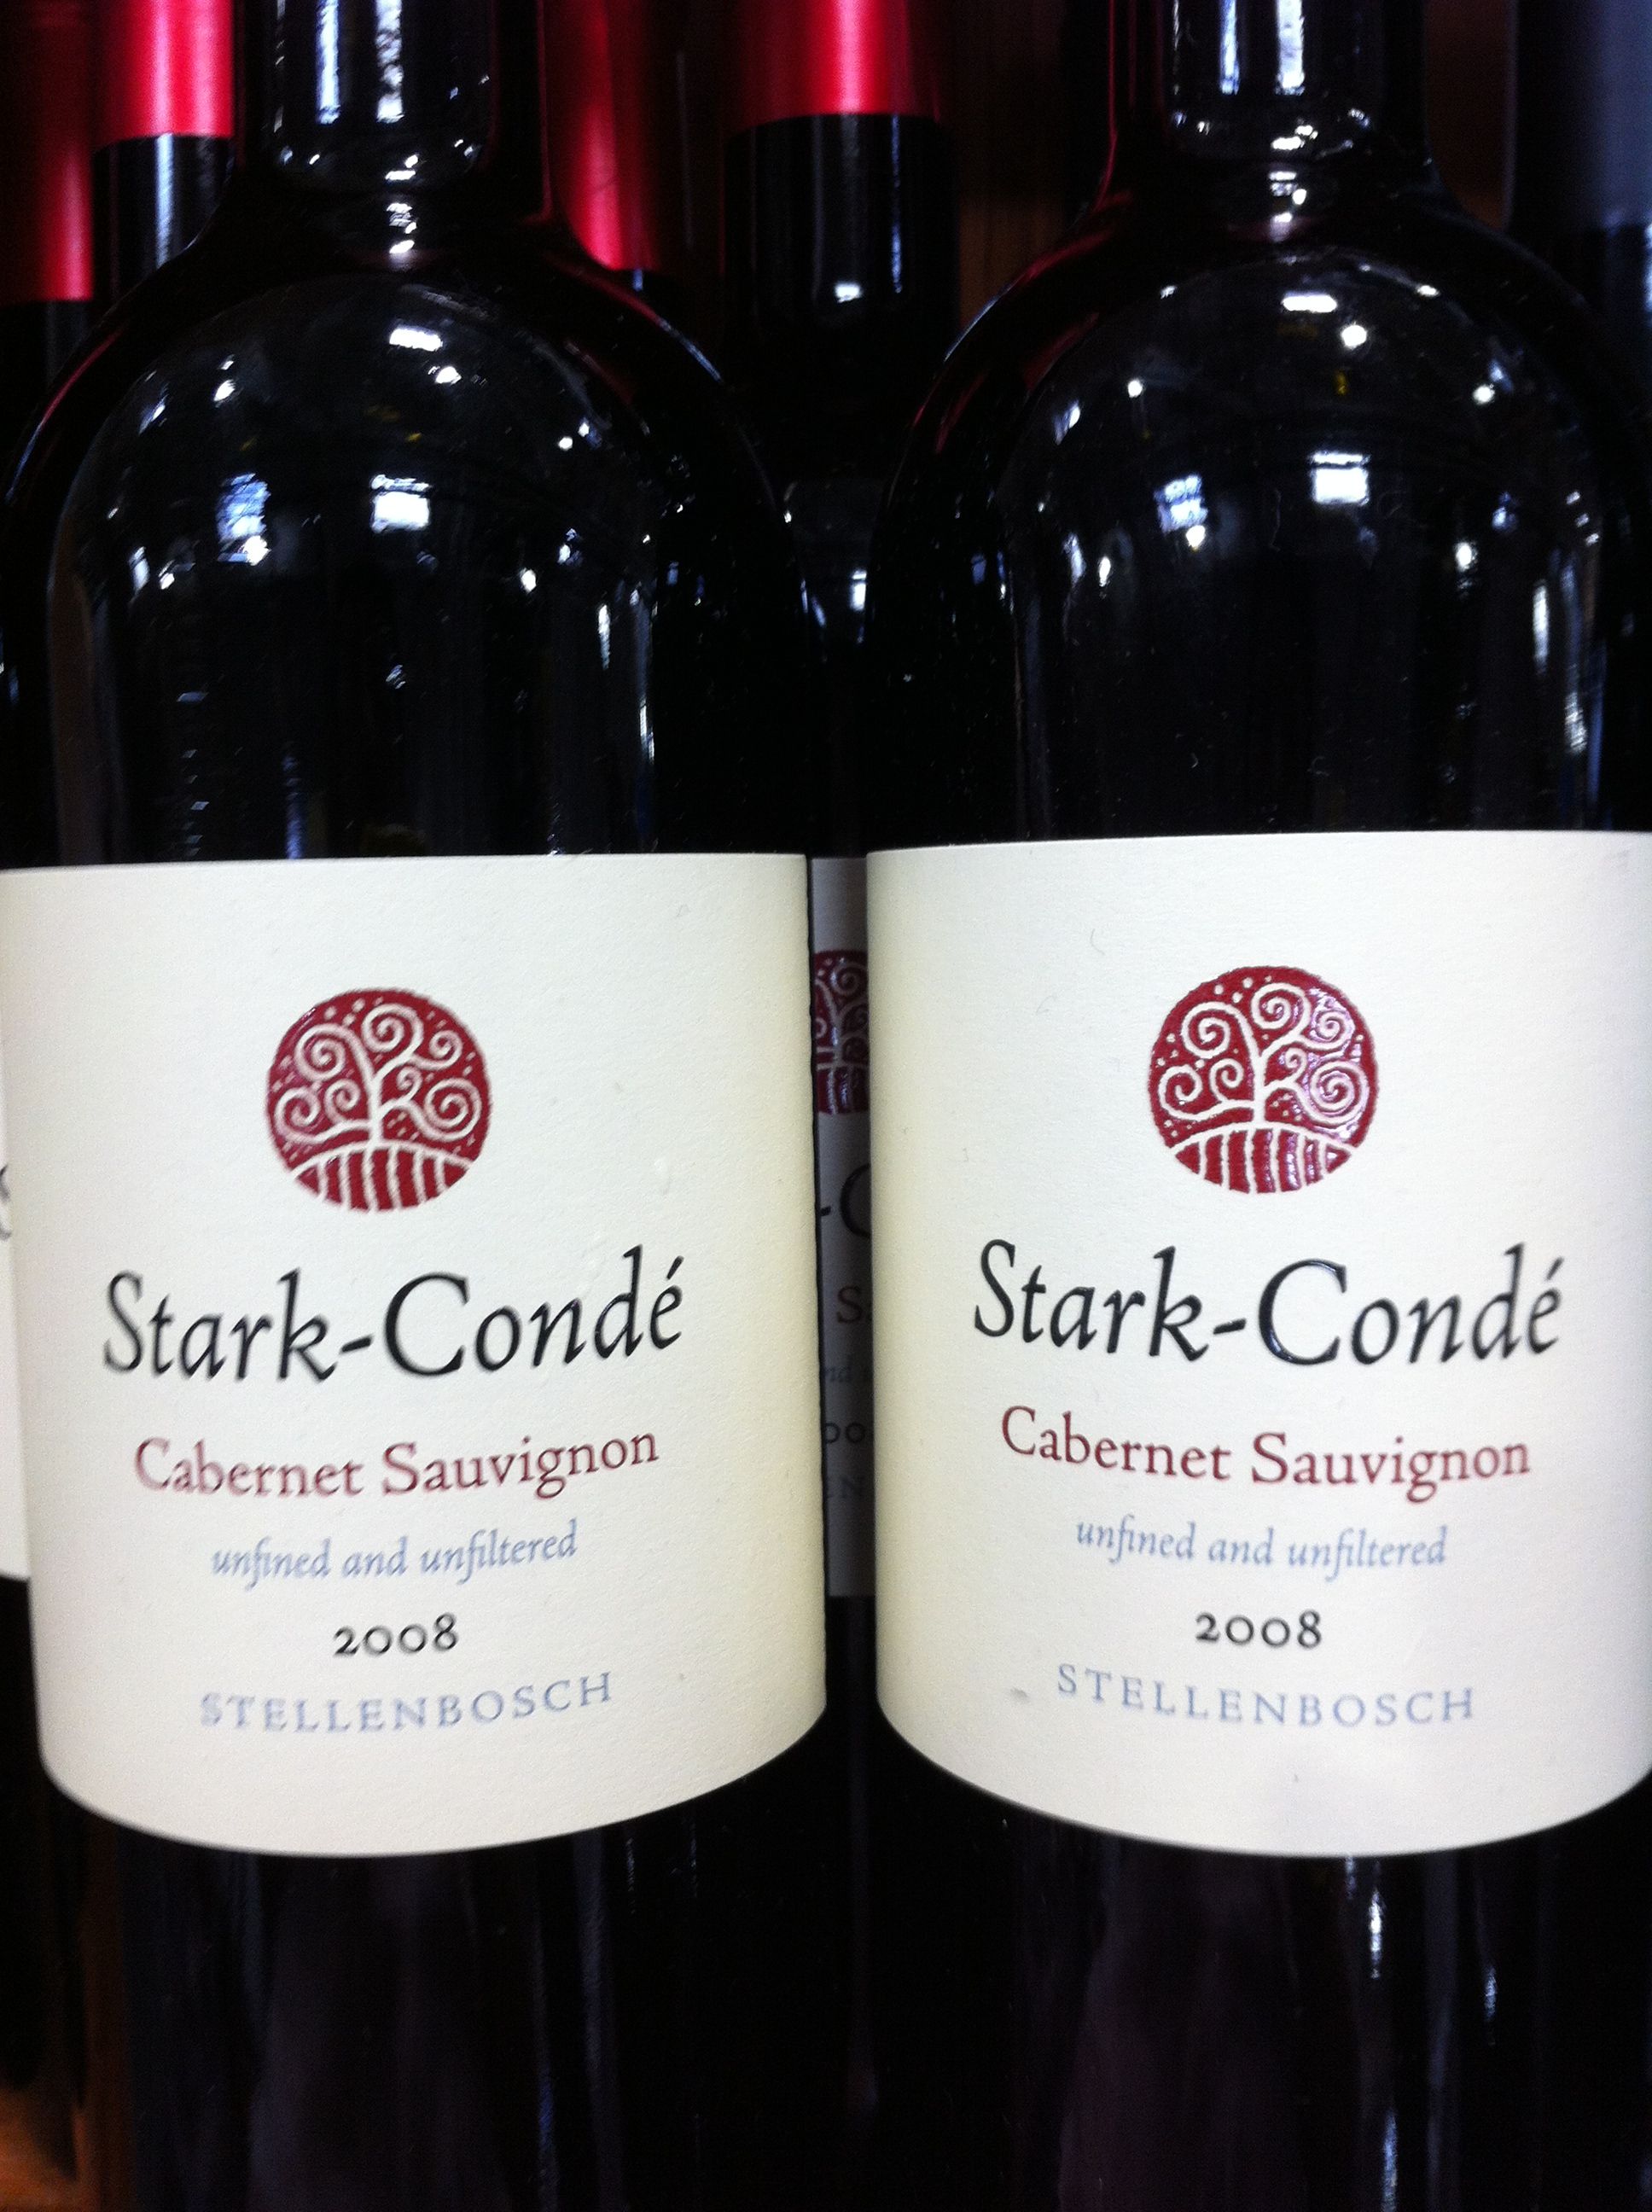 Stark-Condé
Cabernet Sauvignon
unfined and unfiltered
2008
STELLENBOSCH
Stark-Condé
Cabernet Sauvignon
unfined and unfiltered
2008
STELLENBOSCH